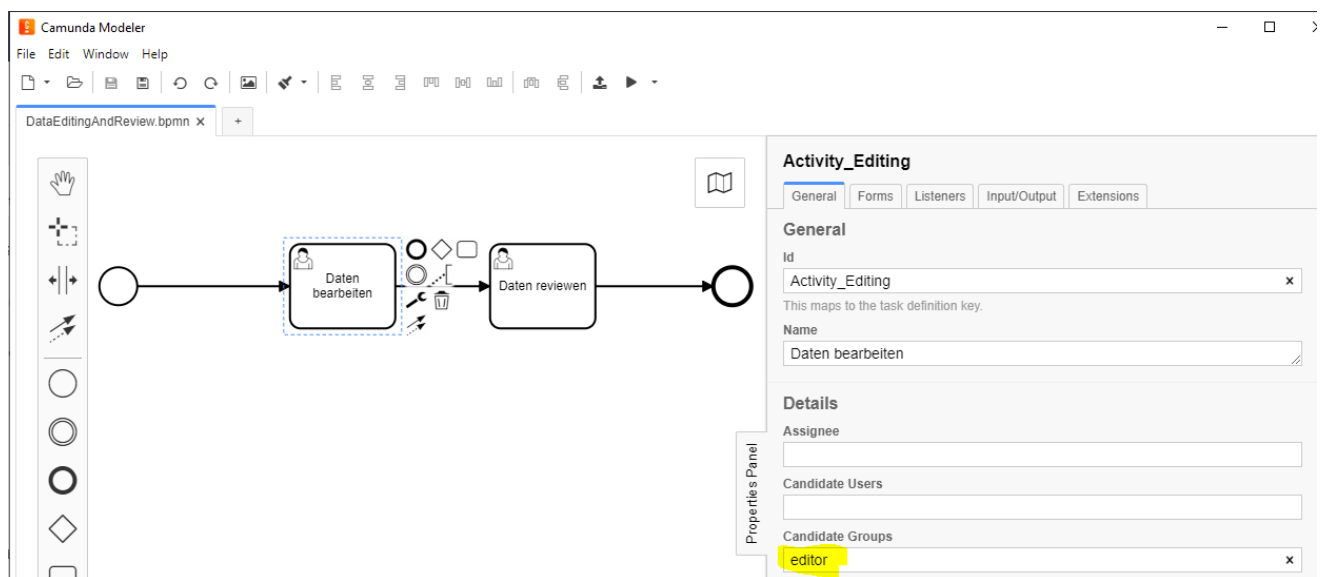 Camunda Modeler
File Edit Window Help
DataEditingAndReview.bpmn x +
Daten
bearbeiten
Daten reviewen
Properties Panel
Activity_Editing
General Forms Listeners Input/Output Extensions
General
Id
Activity_Editing x
This maps to the task definition key.
Name
Daten bearbeiten
Details
Assignee
Candidate Users
Candidate Groups
editor x